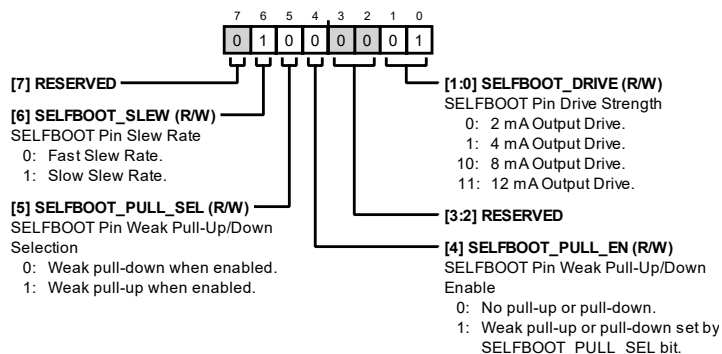 7 6 5 4 3 2 1 0
0 1 0 0 0 0 0 1
[7] RESERVED
[6] SELFBOOT_SLEW (R/W)
SELFBOOT Pin Slew Rate
0: Fast Slew Rate.
1: Slow Slew Rate.
[5] SELFBOOT_PULL_SEL (R/W)
SELFBOOT Pin Weak Pull-Up/Down
Selection
0: Weak pull-down when enabled.
1: Weak pull-up when enabled.
[1:0] SELFBOOT_DRIVE (R/W)
SELFBOOT Pin Drive Strength
0: 2 mA Output Drive.
1: 4 mA Output Drive.
10: 8 mA Output Drive.
11: 12 mA Output Drive.
[3:2] RESERVED
[4] SELFBOOT_PULL_EN (R/W)
SELFBOOT Pin Weak Pull-Up/Down
Enable
0: No pull-up or pull-down.
1: Weak pull-up or pull-down set by
SELFBOOT_PULL_SEL bit.